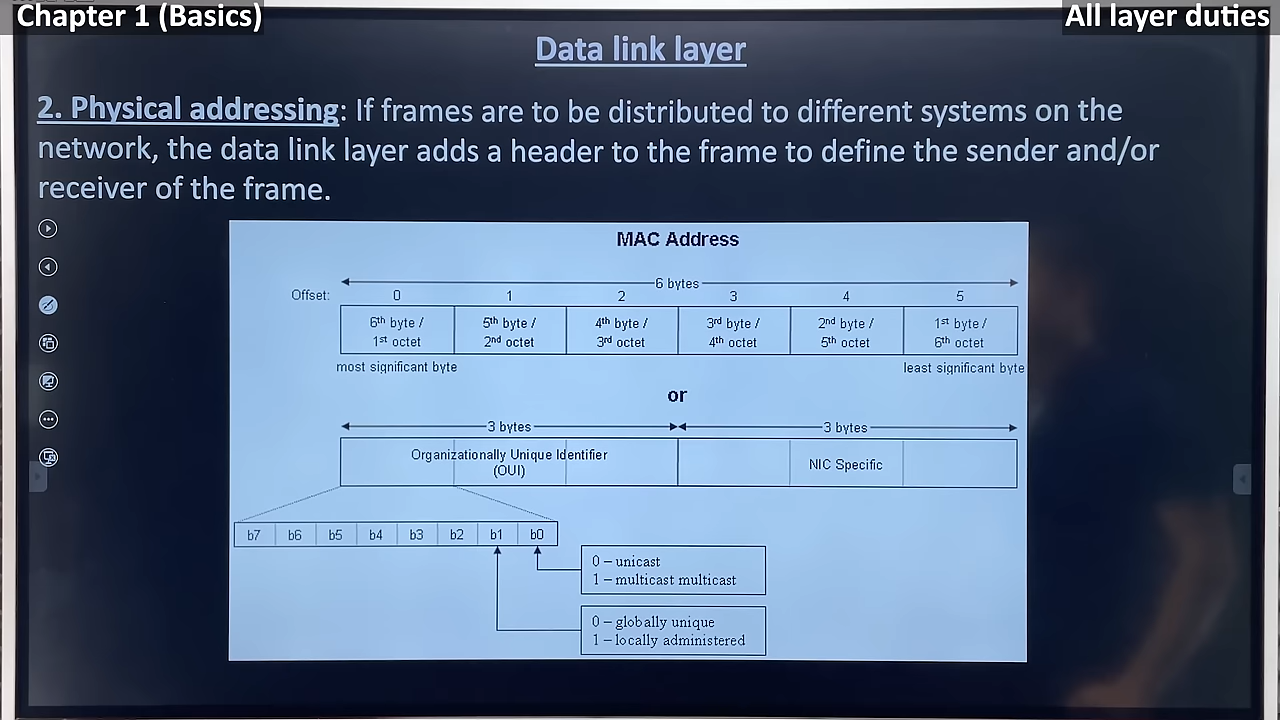 Chapter 1 (Basics)
All layer duties
Data link layer
2. Physical addressing: If frames are to be distributed to different systems on the
network, the data link layer adds a header to the frame to define the sender and/or
receiver of the frame.
MAC Address
6 bytes
Offset: 0 1 2 3 4 5
6th byte / 5th byte / 4th byte / 3rd byte / 2nd byte / 1st byte /
1st octet 2nd octet 3rd octet 4th octet 5th octet 6th octet
most significant byte least significant byte
or
3 bytes 3 bytes
Organizationally Unique Identifier
(OUI)
NIC Specific
b7 b6 b5 b4 b3 b2 b1 b0
0 – unicast
1 – multicast multicast
0 – globally unique
1 – locally administered